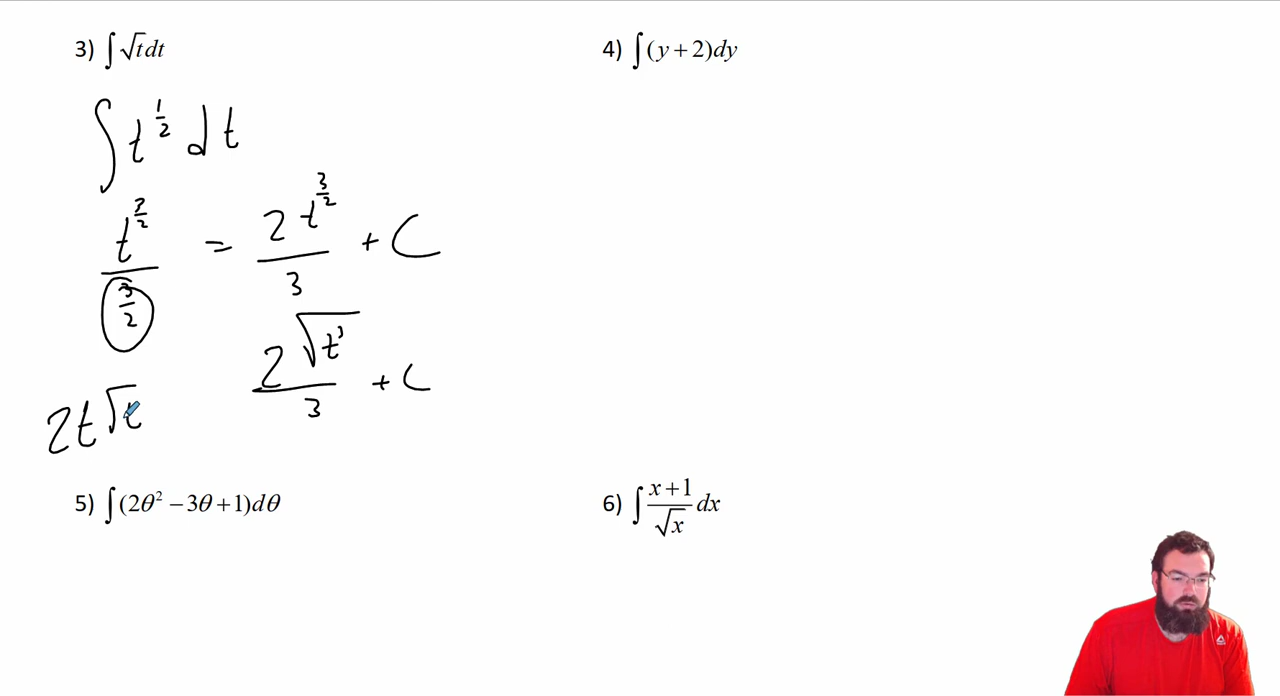 3) ∫ √t dt
4) ∫ (y + 2)dy
∫ t^(1/2) dt
t^(3/2) / (3/2) = 2t^(3/2) / 3 + C
2√t³ / 3 + C
2t√t
5) ∫ (2θ² − 3θ + 1)dθ
6) ∫ (x + 1)/√x dx